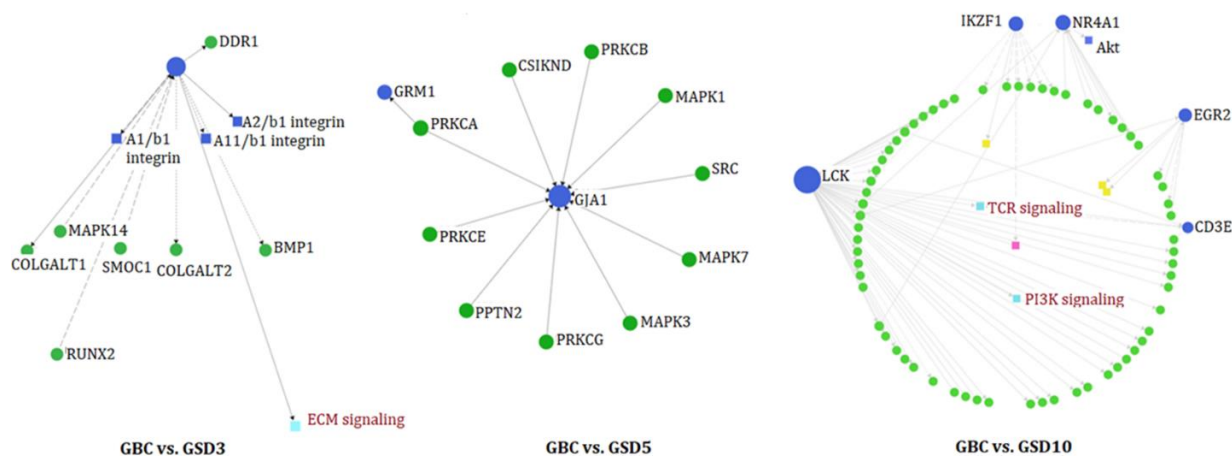 DDR1
A2/b1 integrin
A1/b1
integrin
A11/b1 integrin
MAPK14
COLGALT1
SMOC1
COLGALT2
BMP1
RUNX2
ECM signaling
GBC vs. GSD3
PRKCB
CSIKND
GRM1
MAPK1
PRKCA
SRC
GJA1
PRKCE
MAPK7
PPTN2
MAPK3
PRKCG
GBC vs. GSD5
IKZF1
NR4A1
Akt
EGR2
LCK
TCR signaling
CD3E
PI3K signaling
GBC vs. GSD10